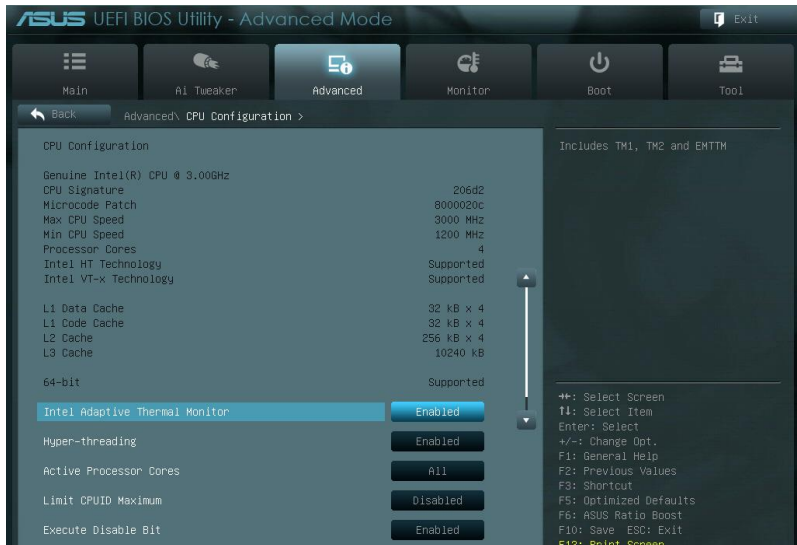 ASUS UEFI BIOS Utility - Advanced Mode
Exit
Main
Ai Tweaker
Advanced
Monitor
Boot
Tool
Back
Advanced\ CPU Configuration >
CPU Configuration
Genuine Intel(R) CPU @ 3.00GHz
CPU Signature 206d2
Microcode Patch 8000020c
Max CPU Speed 3000 MHz
Min CPU Speed 1200 MHz
Processor Cores 4
Intel HT Technology Supported
Intel VT-x Technology Supported
L1 Data Cache 32 kB x 4
L1 Code Cache 32 kB x 4
L2 Cache 256 kB x 4
L3 Cache 10240 kB
64-bit Supported
Intel Adaptive Thermal Monitor Enabled
Hyper-threading Enabled
Active Processor Cores All
Limit CPUID Maximum Disabled
Execute Disable Bit Enabled
Includes TM1, TM2 and EMTTM
→←: Select Screen
↑↓: Select Item
Enter: Select
+/-: Change Opt.
F1: General Help
F2: Previous Values
F3: Shortcut
F5: Optimized Defaults
F6: ASUS Ratio Boost
F10: Save ESC: Exit
F12: Print Screen